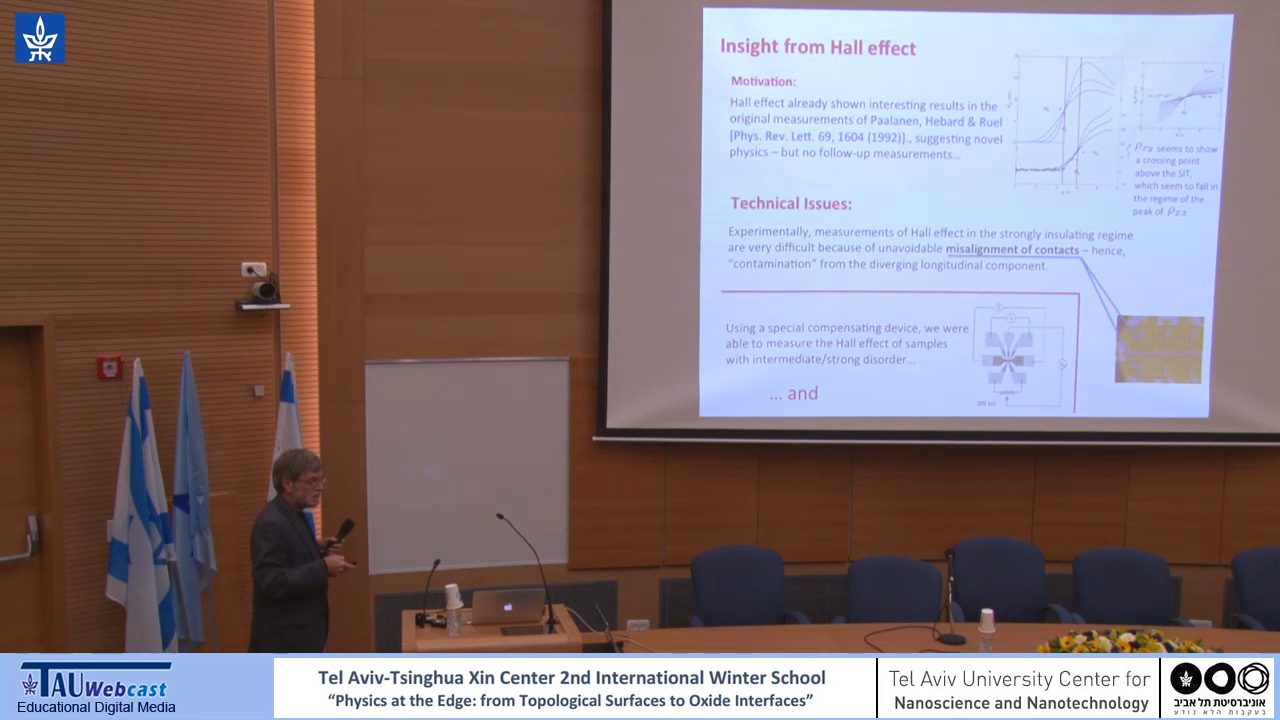 Insight from Hall effect
Motivation:
Hall effect already shown interesting results in the
original measurements of Paalanen, Hebard & Ruel
[Phys. Rev. Lett. 69, 1604 (1992)]., suggesting novel
physics – but no follow-up measurements...
ρxy seems to show
a crossing point
above the SIT,
which seem to fall in
the regime of the
peak of ρxx
Technical Issues:
Experimentally, measurements of Hall effect in the strongly insulating regime
are very difficult because of unavoidable misalignment of contacts – hence,
“contamination” from the diverging longitudinal component.
Using a special compensating device, we were
able to measure the Hall effect of samples
with intermediate/strong disorder...
... and
TAU Webcast
Educational Digital Media
Tel Aviv-Tsinghua Xin Center 2nd International Winter School
“Physics at the Edge: from Topological Surfaces to Oxide Interfaces”
Tel Aviv University Center for
Nanoscience and Nanotechnology
אוניברסיטת תל אביב
בעקבות הלא נודע